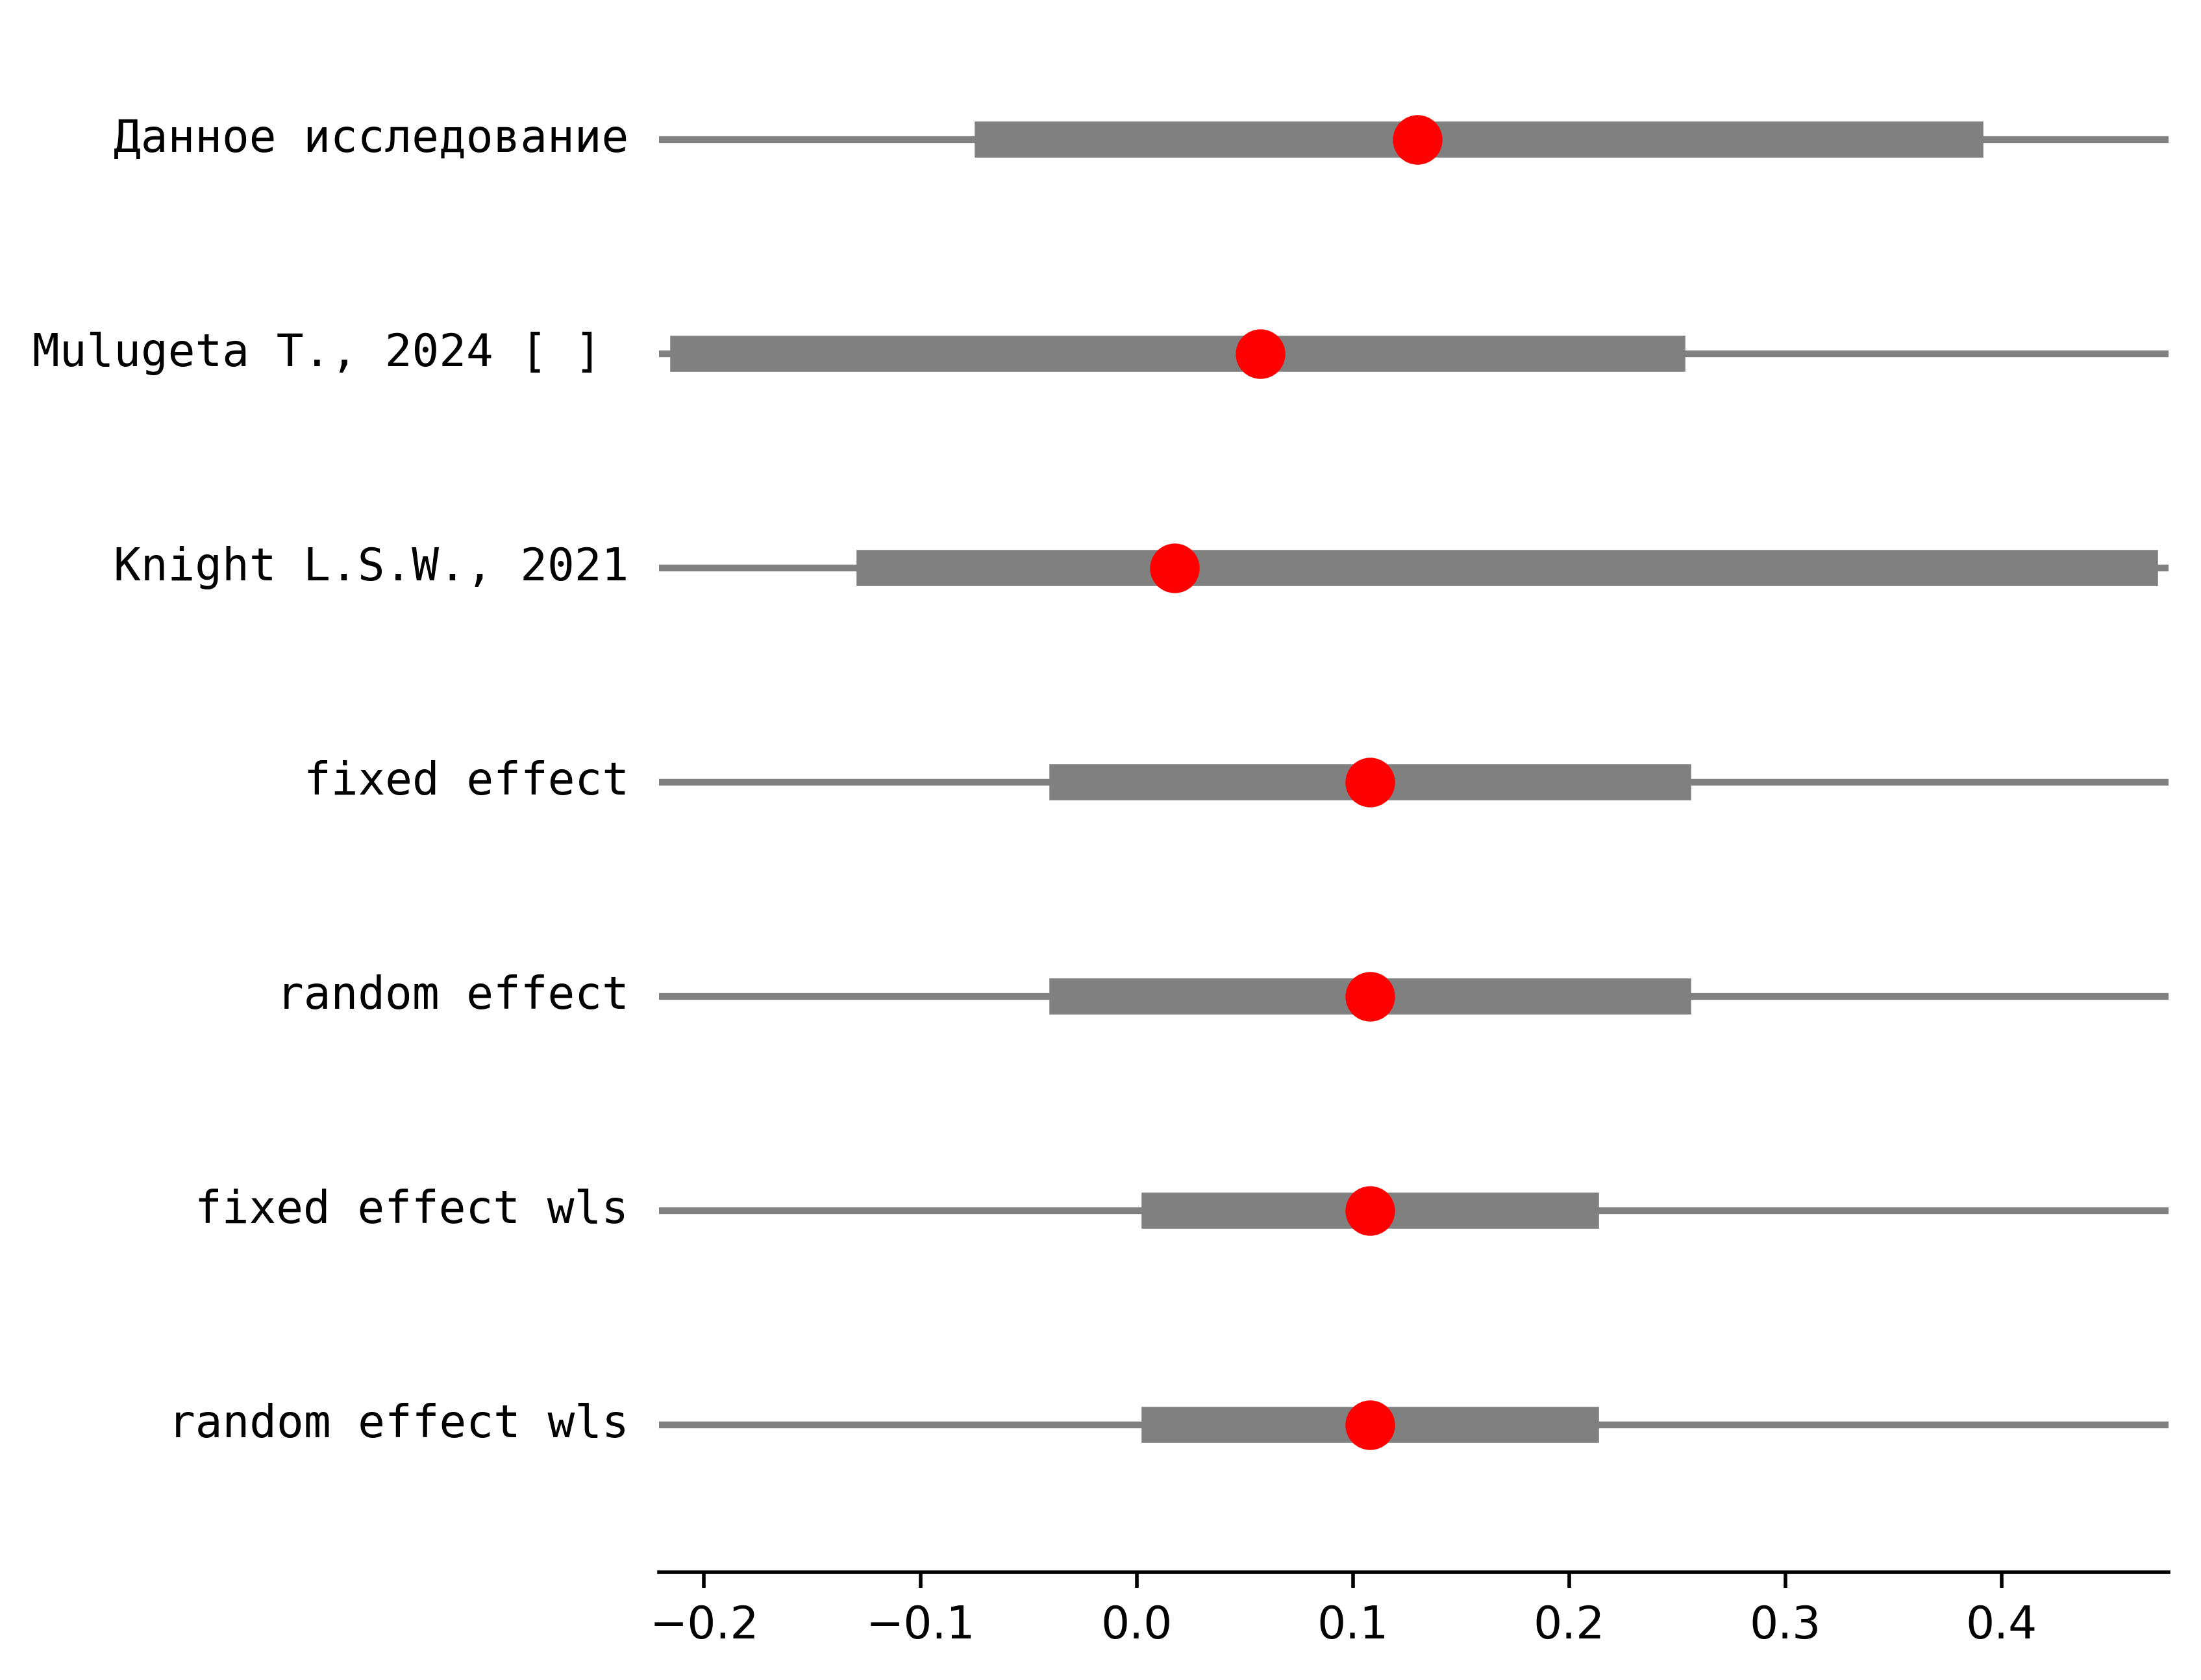 Данное исследование
Mulugeta T., 2024 [ ]
Knight L.S.W., 2021
fixed effect
random effect
fixed effect wls
random effect wls
−0.2 −0.1 0.0 0.1 0.2 0.3 0.4